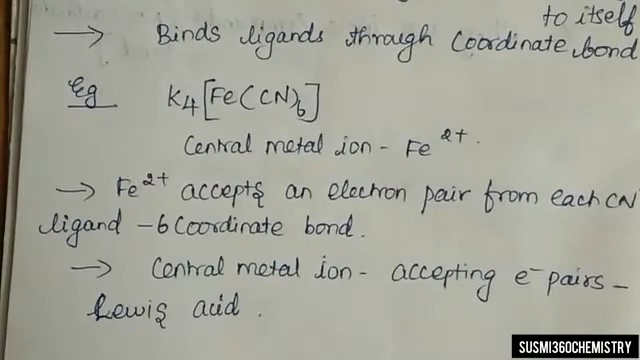 to itself
→ Binds ligands through Coordinate bond
Eg K4[Fe(CN)6]
Central metal ion - Fe²⁺.
→ Fe²⁺ accepts an electron pair from each CN
ligand - 6 Coordinate bond.
→ Central metal ion - accepting e⁻ pairs -
Lewis acid.
SUSMI360CHEMISTRY